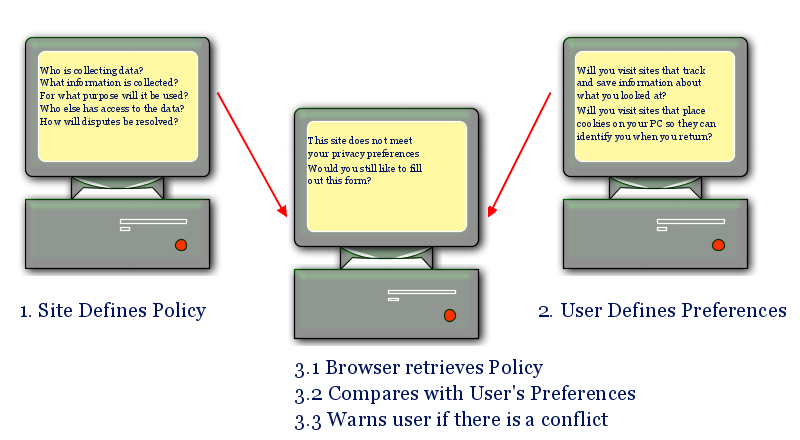 Who is collecting data?
What information is collected?
For what purpose will it be used?
Who else has access to the data?
How will disputes be resolved?
1. Site Defines Policy
This site does not meet
your privacy preferences
Would you still like to fill
out this form?
Will you visit sites that track
and save information about
what you looked at?
Will you visit sites that place
cookies on your PC so they can
identify you when you return?
2. User Defines Preferences
3.1 Browser retrieves Policy
3.2 Compares with User's Preferences
3.3 Warns user if there is a conflict